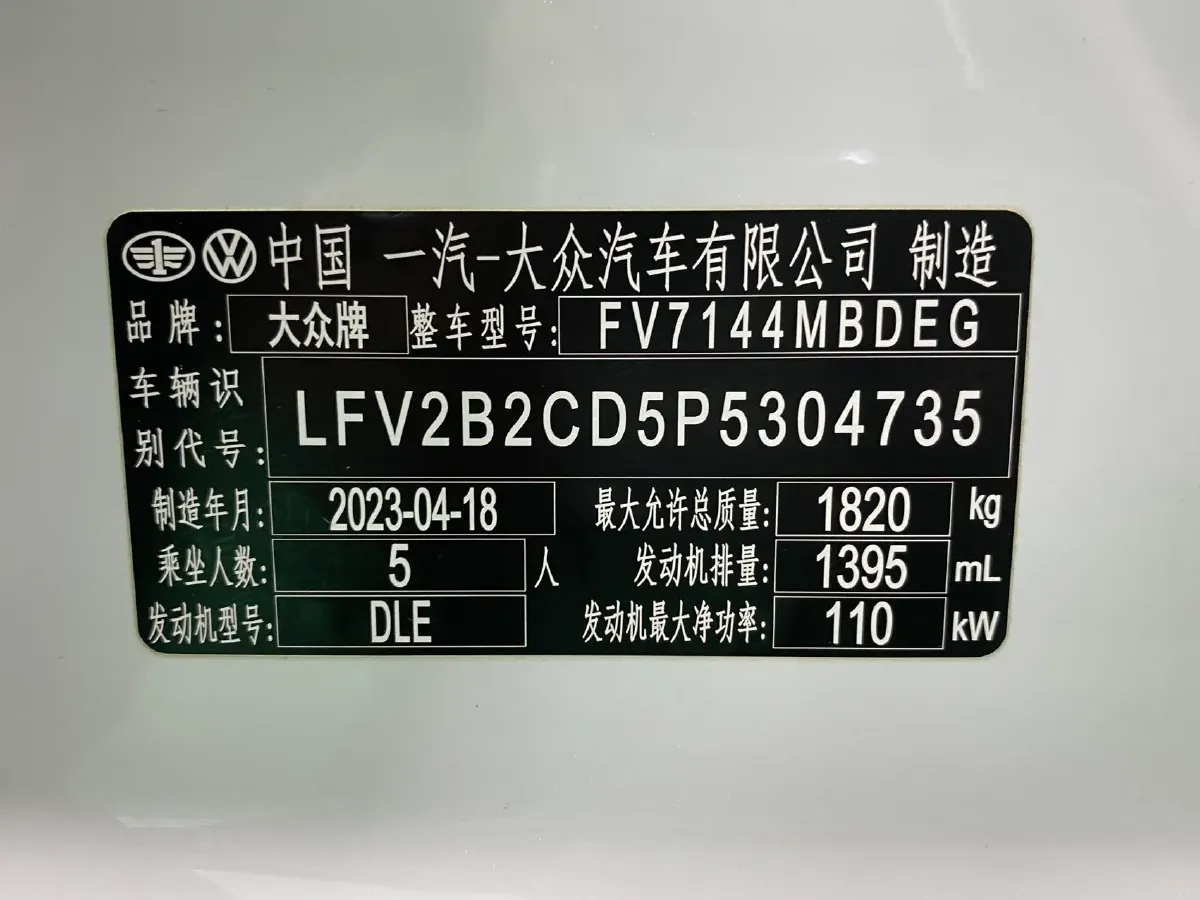 中国 一汽-大众汽车有限公司 制造
品牌: 大众牌 整车型号: FV7144MBDEG
车辆识别代号: LFV2B2CD5P5304735
制造年月: 2023-04-18 最大允许总质量: 1820 kg
乘坐人数: 5 人 发动机排量: 1395 mL
发动机型号: DLE 发动机最大净功率: 110 kW